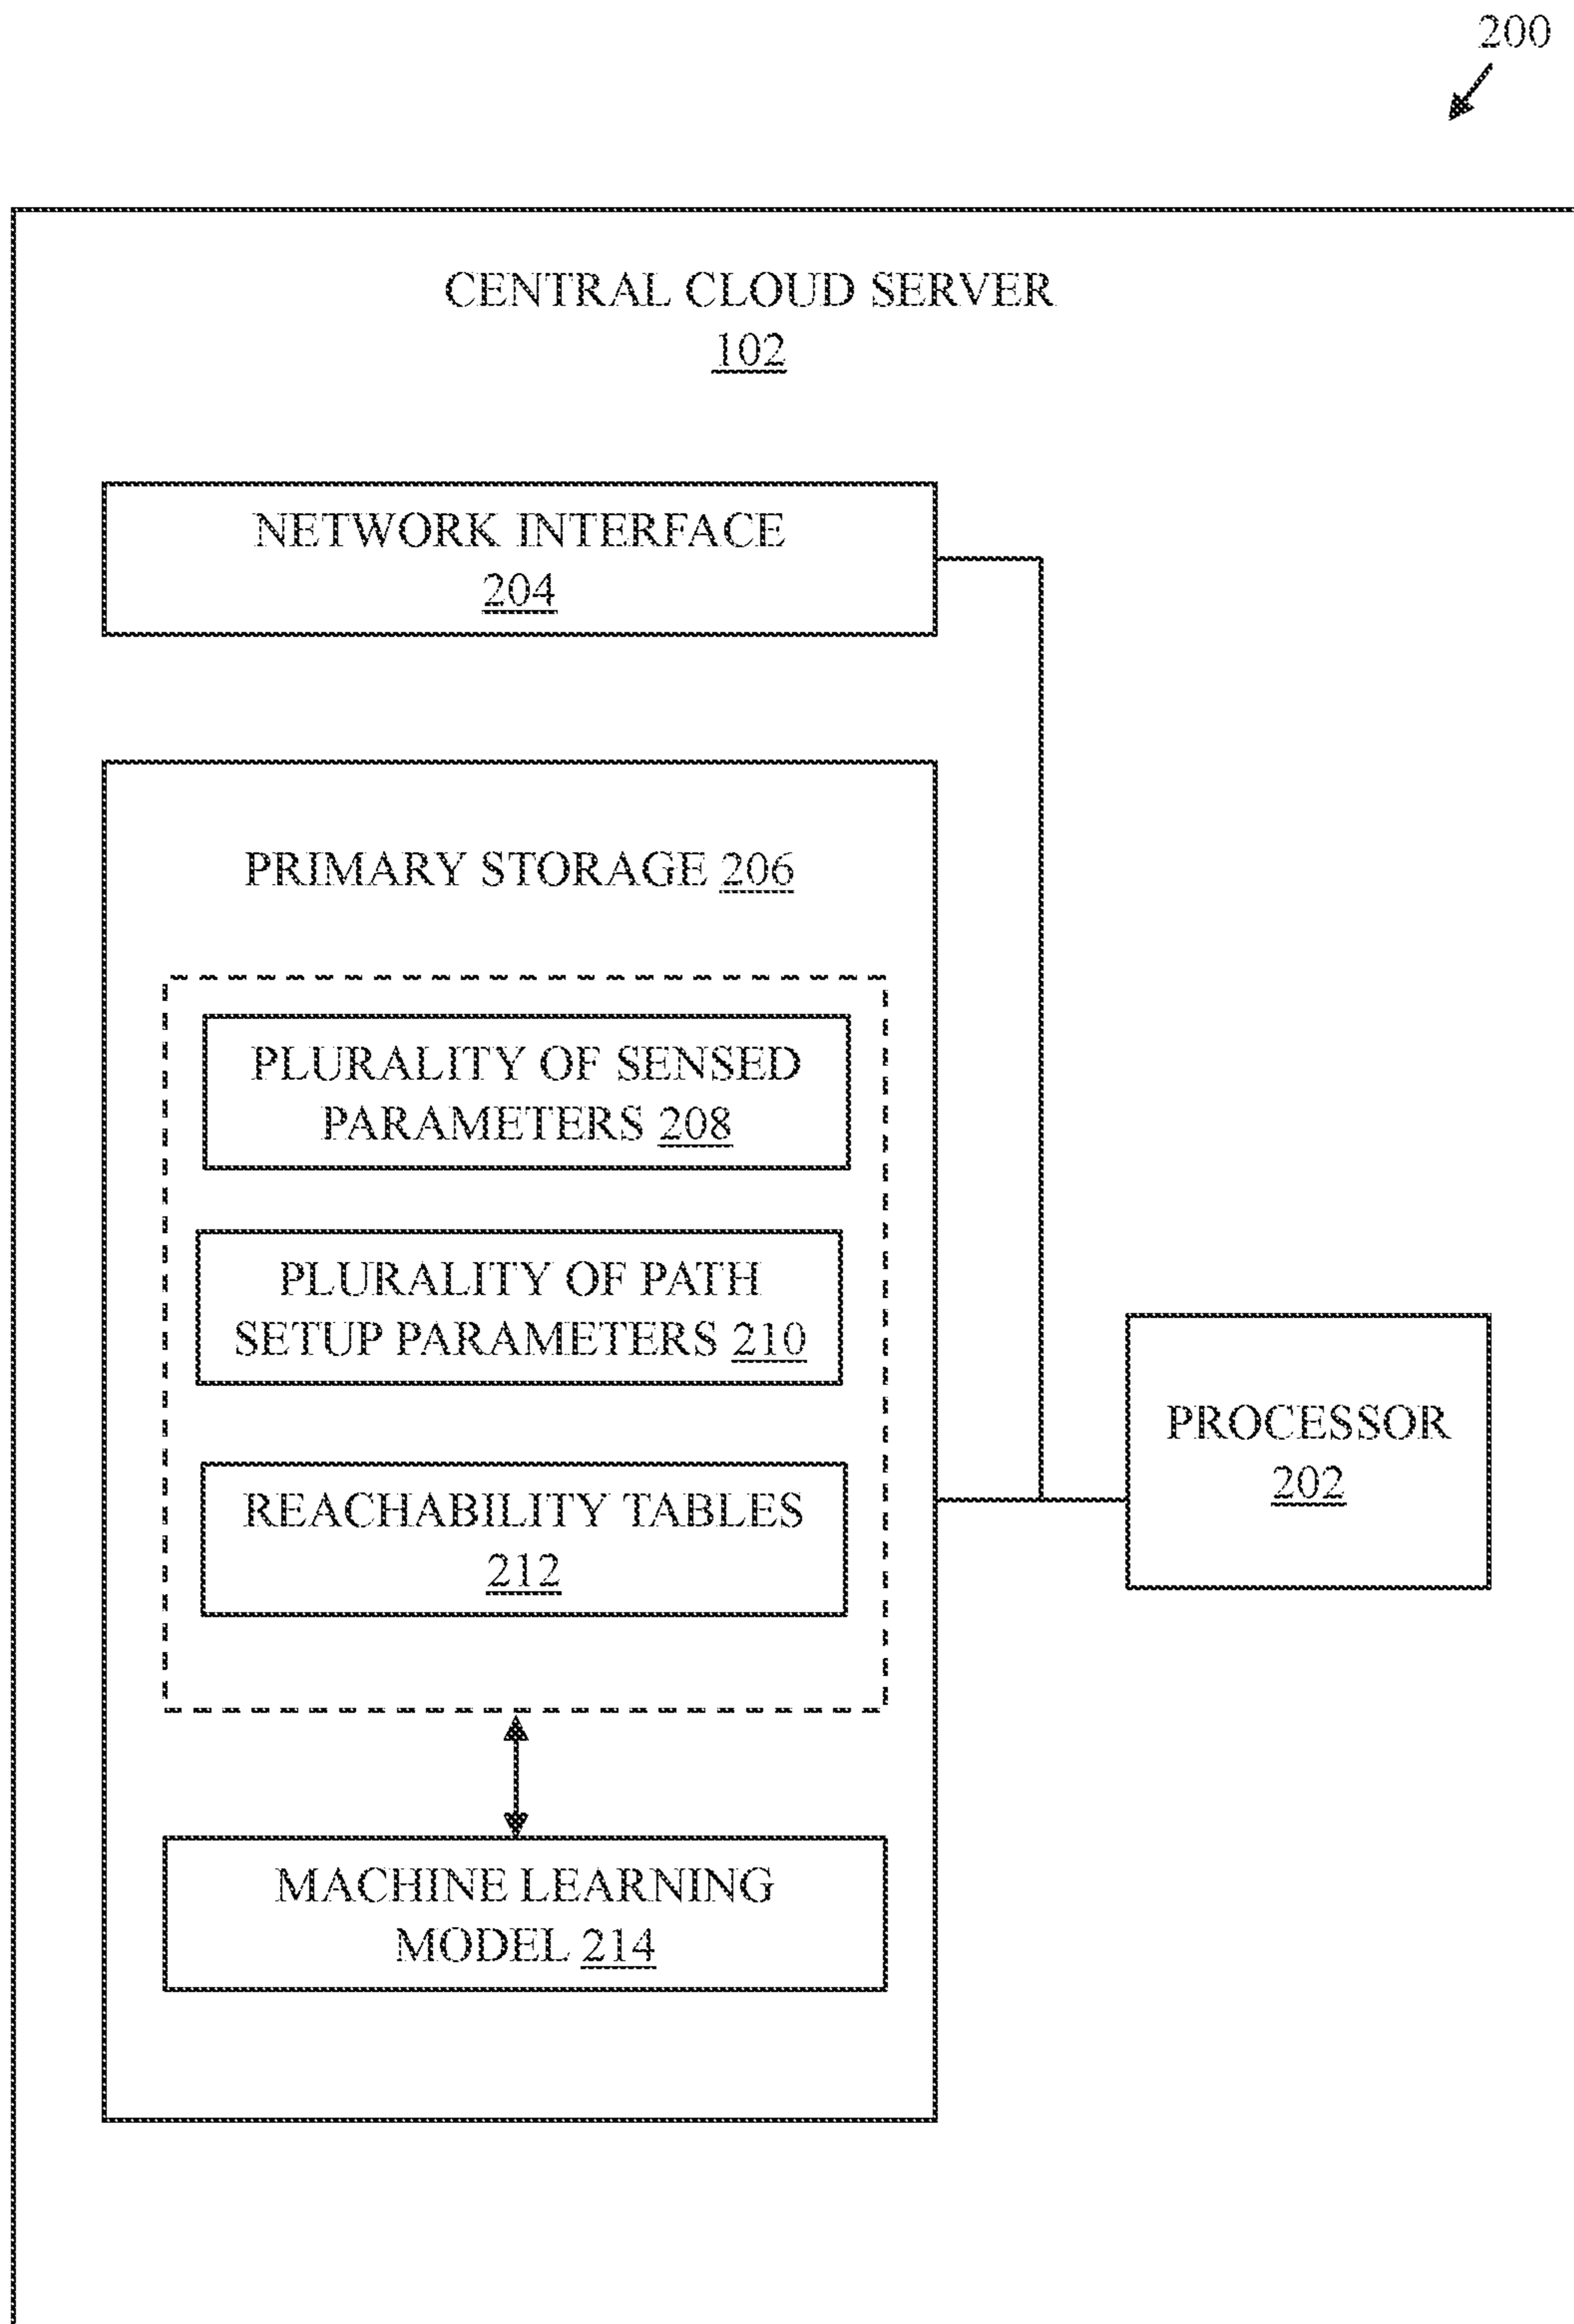 200
CENTRAL CLOUD SERVER
102
NETWORK INTERFACE
204
PRIMARY STORAGE 206
PLURALITY OF SENSED
PARAMETERS 208
PLURALITY OF PATH
SETUP PARAMETERS 210
REACHABILITY TABLES
212
PROCESSOR
202
MACHINE LEARNING
MODEL 214